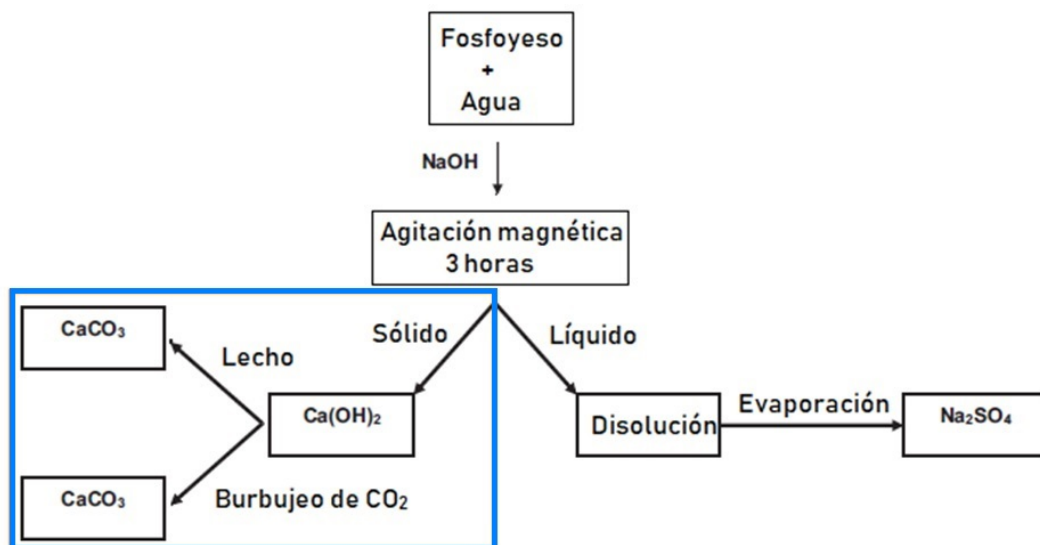 Fosfoyeso
+
Agua
NaOH
Agitación magnética
3 horas
Sólido
Líquido
CaCO₃
Lecho
Ca(OH)₂
Disolución
Evaporación
Na₂SO₄
CaCO₃
Burbujeo de CO₂